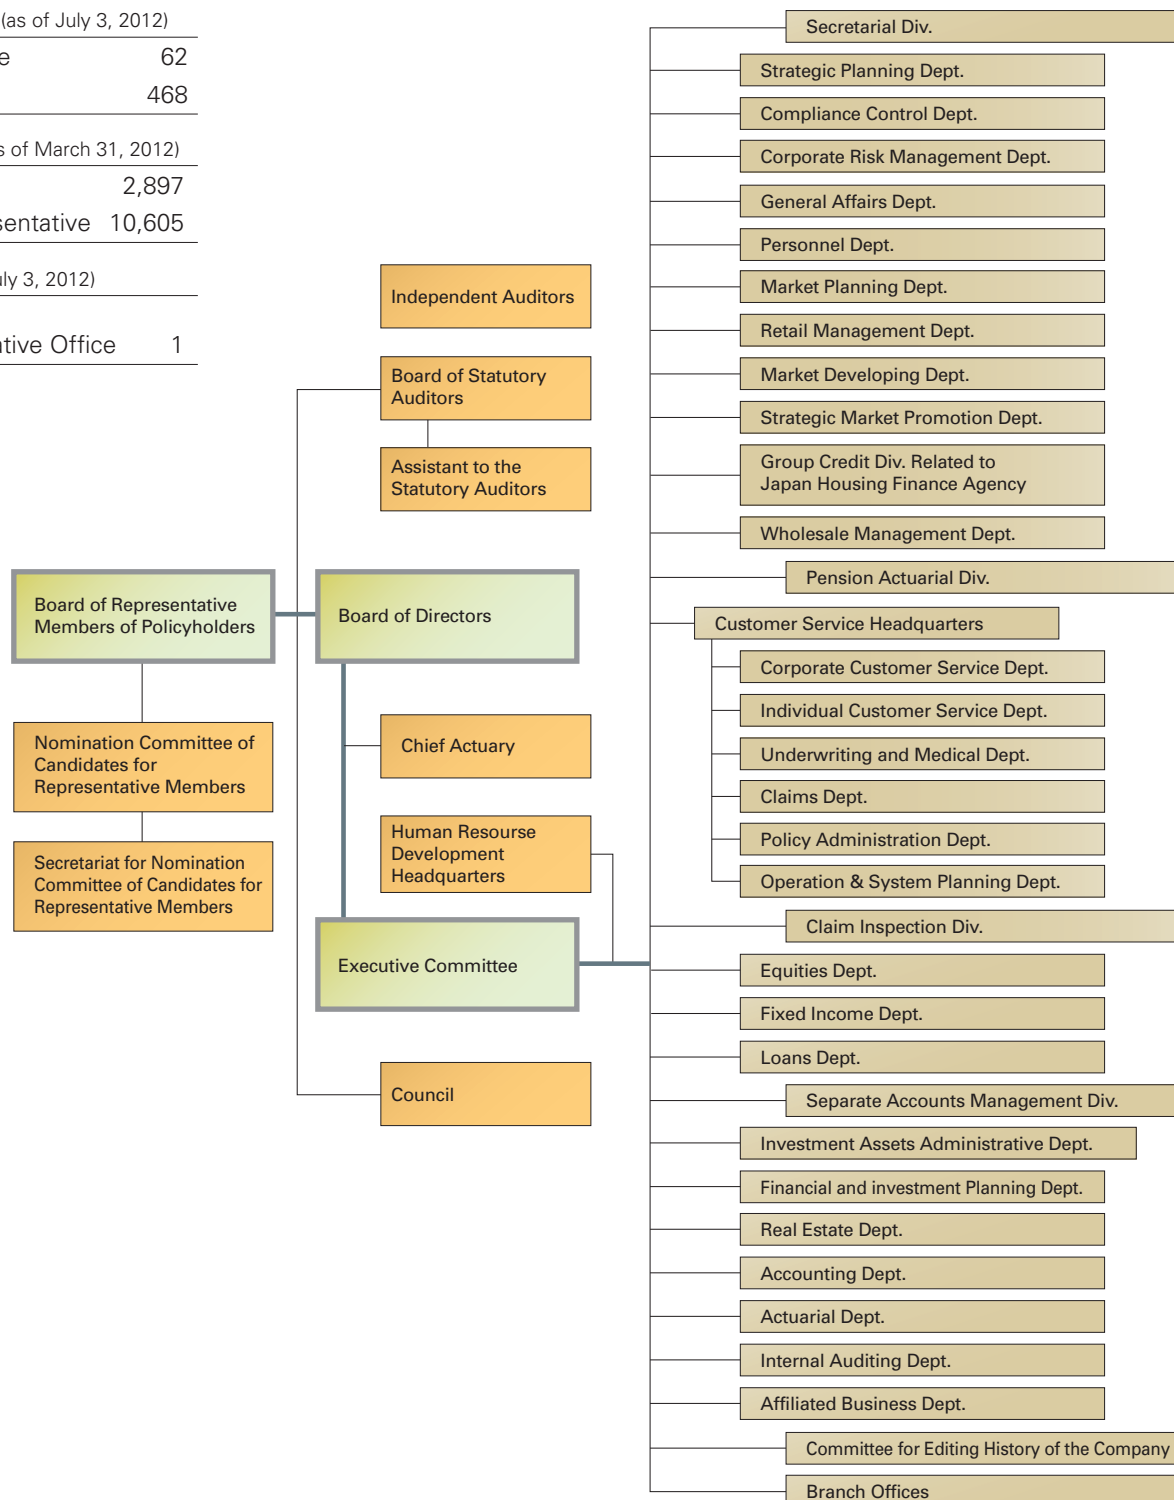 (as of July 3, 2012)
e 62
468
s of March 31, 2012)
2,897
sentative 10,605
uly 3, 2012)
ative Office 1
Independent Auditors
Board of Statutory
Auditors
Assistant to the
Statutory Auditors
Board of Representative
Members of Policyholders
Board of Directors
Nomination Committee of
Candidates for
Representative Members
Chief Actuary
Secretariat for Nomination
Committee of Candidates for
Representative Members
Human Resourse
Development
Headquarters
Executive Committee
Council
Secretarial Div.
Strategic Planning Dept.
Compliance Control Dept.
Corporate Risk Management Dept.
General Affairs Dept.
Personnel Dept.
Market Planning Dept.
Retail Management Dept.
Market Developing Dept.
Strategic Market Promotion Dept.
Group Credit Div. Related to
Japan Housing Finance Agency
Wholesale Management Dept.
Pension Actuarial Div.
Customer Service Headquarters
Corporate Customer Service Dept.
Individual Customer Service Dept.
Underwriting and Medical Dept.
Claims Dept.
Policy Administration Dept.
Operation & System Planning Dept.
Claim Inspection Div.
Equities Dept.
Fixed Income Dept.
Loans Dept.
Separate Accounts Management Div.
Investment Assets Administrative Dept.
Financial and investment Planning Dept.
Real Estate Dept.
Accounting Dept.
Actuarial Dept.
Internal Auditing Dept.
Affiliated Business Dept.
Committee for Editing History of the Company
Branch Offices